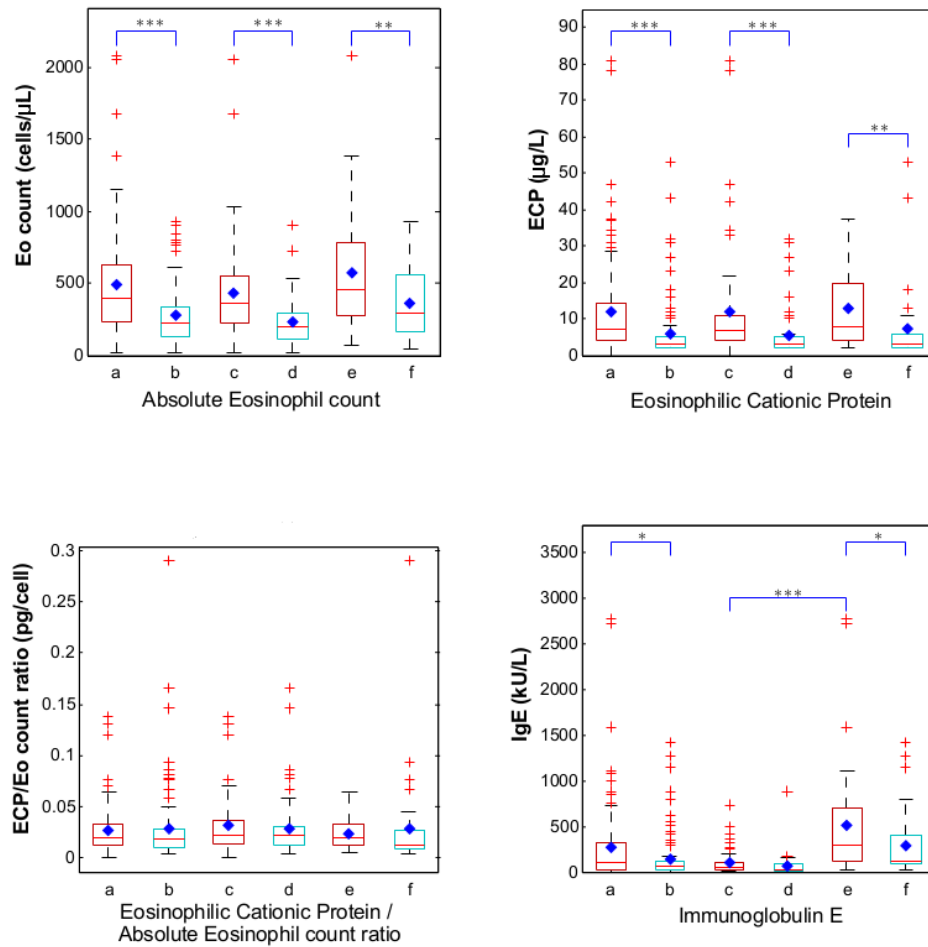 *** *** **
Eo count (cells/μL)
2000
1500
1000
500
0
a b c d e f
Absolute Eosinophil count
*** *** **
ECP (μg/L)
90
80
70
60
50
40
30
20
10
0
a b c d e f
Eosinophilic Cationic Protein
ECP/Eo count ratio (pg/cell)
0.3
0.25
0.2
0.15
0.1
0.05
0
a b c d e f
Eosinophilic Cationic Protein /
Absolute Eosinophil count ratio
* *** *
IgE (kU/L)
3500
3000
2500
2000
1500
1000
500
0
a b c d e f
Immunoglobulin E